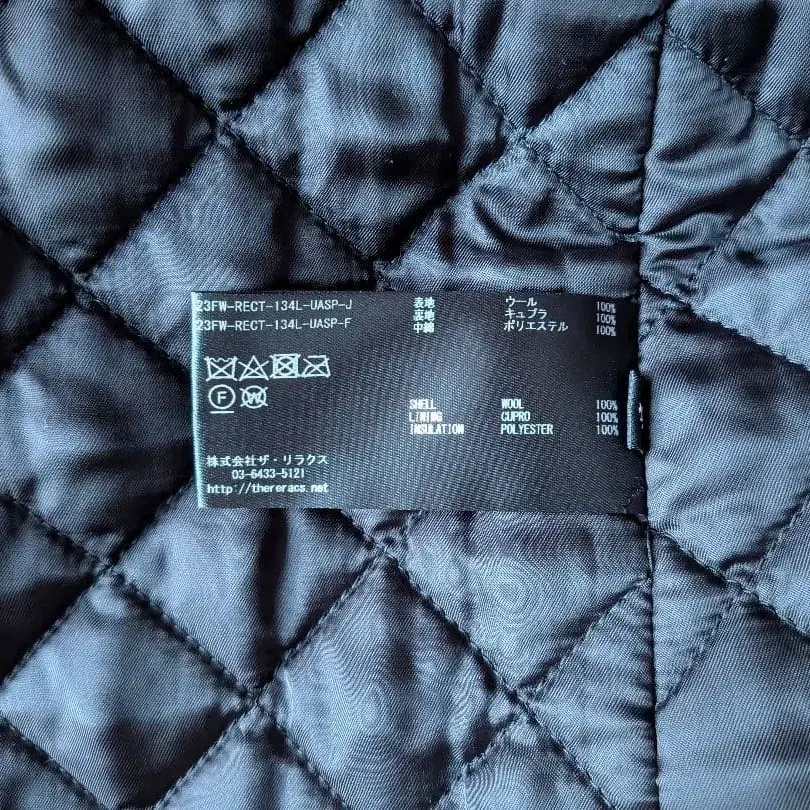 23FW-RECT-134L-UASP-J
23FW-RECT-134L-UASP-F
表地 ウール 100%
裏地 キュプラ 100%
中綿 ポリエステル 100%
F
W
SHELL WOOL 100%
LINING CUPRO 100%
INSULATION POLYESTER 100%
株式会社ザ・リラクス
03-6433-5121
http://thereracs.net